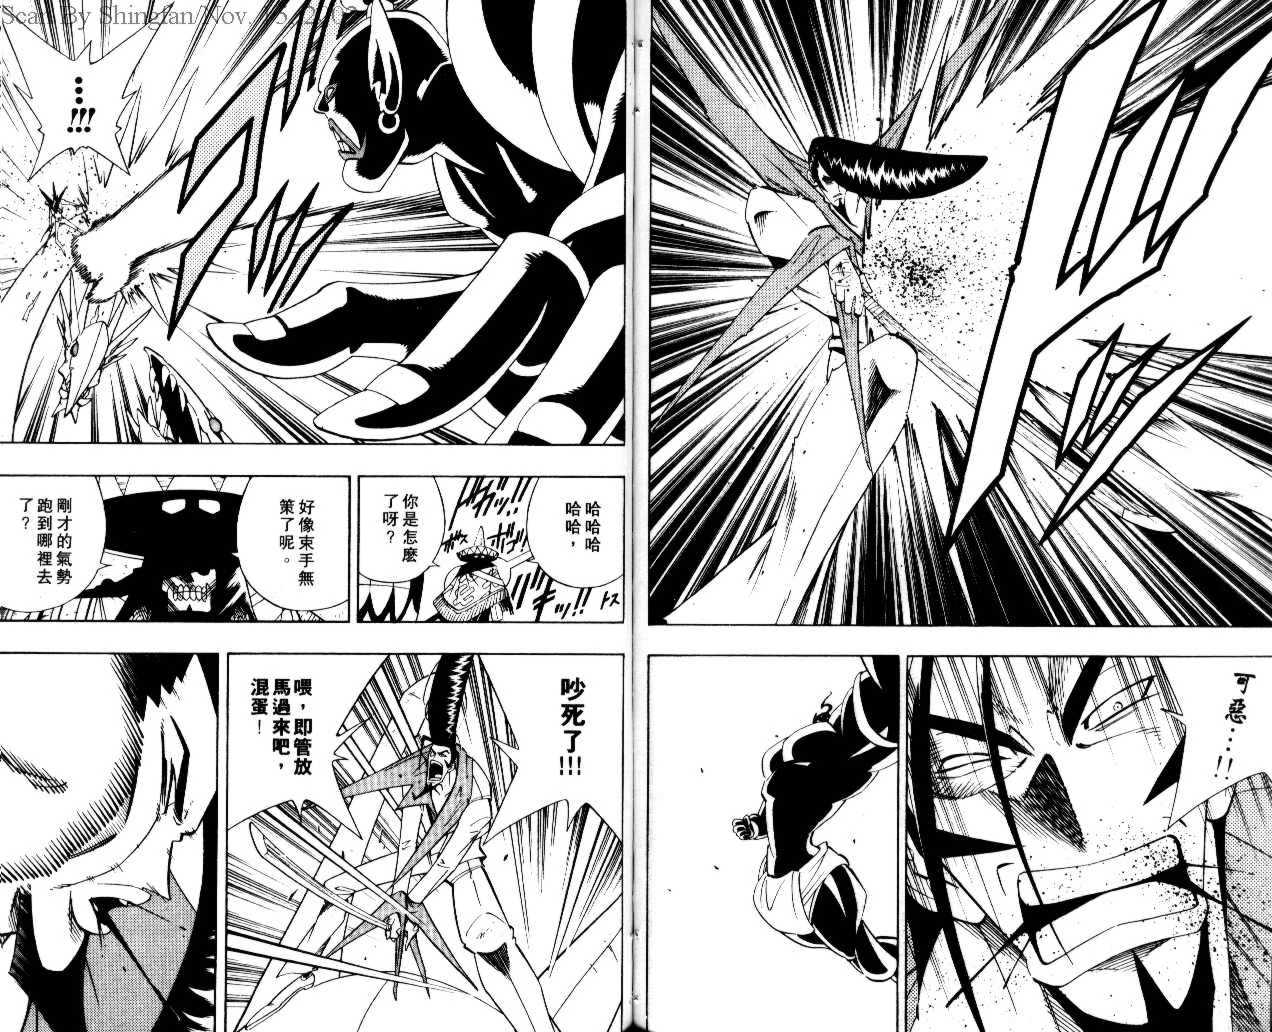 Scan By Shingfan/Nov.
可惡…!!
…!!!
哈哈哈
哈哈，
你是怎麼
了呀？
トス
好像束手無
策了呢。
剛才的氣勢
跑到哪裡去
了？
吵死了!!!
喂，即管放
馬過來吧，
混蛋！